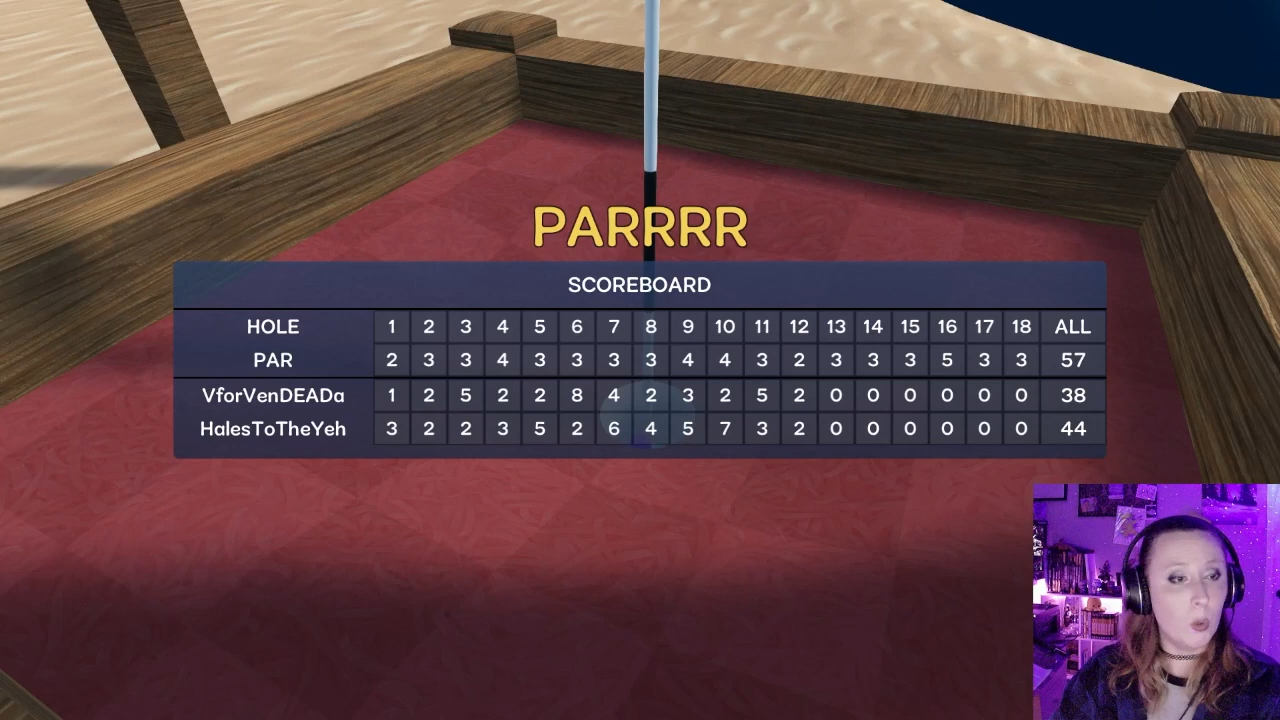 PARRRR
SCOREBOARD
HOLE 1 2 3 4 5 6 7 8 9 10 11 12 13 14 15 16 17 18 ALL
PAR 2 3 3 4 3 3 3 3 4 4 3 2 3 3 3 5 3 3 57
VforVenDEADa 1 2 5 2 2 8 4 2 3 2 5 2 0 0 0 0 0 0 38
HalesToTheYeh 3 2 2 3 5 2 6 4 5 7 3 2 0 0 0 0 0 0 44